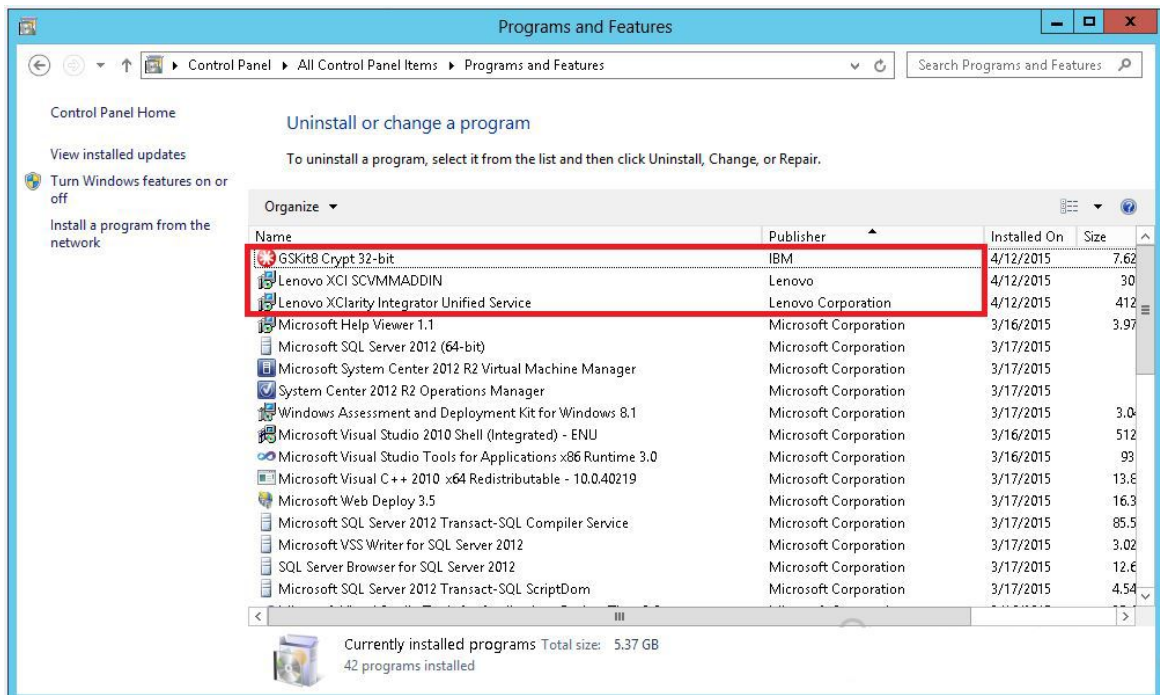 Programs and Features
Control Panel ▸ All Control Panel Items ▸ Programs and Features
Search Programs and Features
Control Panel Home
View installed updates
Turn Windows features on or
off
Install a program from the
network
Uninstall or change a program
To uninstall a program, select it from the list and then click Uninstall, Change, or Repair.
Organize
Name Publisher Installed On Size
GSKit8 Crypt 32-bit IBM 4/12/2015 7.62
Lenovo XCI SCVMMADDIN Lenovo 4/12/2015 30
Lenovo XClarity Integrator Unified Service Lenovo Corporation 4/12/2015 412
Microsoft Help Viewer 1.1 Microsoft Corporation 3/16/2015 3.97
Microsoft SQL Server 2012 (64-bit) Microsoft Corporation 3/17/2015
Microsoft System Center 2012 R2 Virtual Machine Manager Microsoft Corporation 3/17/2015
System Center 2012 R2 Operations Manager Microsoft Corporation 3/17/2015
Windows Assessment and Deployment Kit for Windows 8.1 Microsoft Corporation 3/17/2015 3.0
Microsoft Visual Studio 2010 Shell (Integrated) - ENU Microsoft Corporation 3/16/2015 512
Microsoft Visual Studio Tools for Applications x86 Runtime 3.0 Microsoft Corporation 3/16/2015 93
Microsoft Visual C++ 2010 x64 Redistributable - 10.0.40219 Microsoft Corporation 3/17/2015 13.8
Microsoft Web Deploy 3.5 Microsoft Corporation 3/17/2015 16.3
Microsoft SQL Server 2012 Transact-SQL Compiler Service Microsoft Corporation 3/17/2015 85.5
Microsoft VSS Writer for SQL Server 2012 Microsoft Corporation 3/17/2015 3.02
SQL Server Browser for SQL Server 2012 Microsoft Corporation 3/17/2015 12.6
Microsoft SQL Server 2012 Transact-SQL ScriptDom Microsoft Corporation 3/17/2015 4.54
Currently installed programs Total size: 5.37 GB
42 programs installed